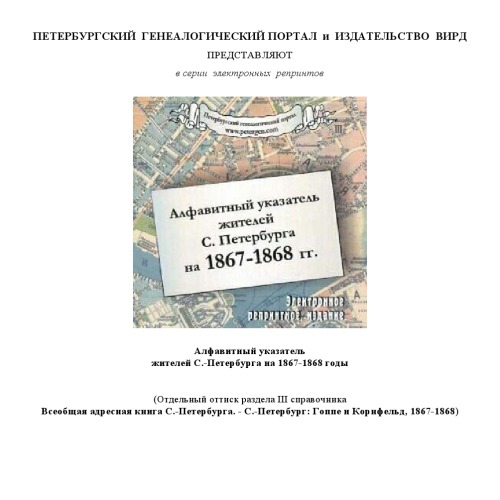 ПЕТЕРБУРГСКИЙ ГЕНЕАЛОГИЧЕСКИЙ ПОРТАЛ и ИЗДАТЕЛЬСТВО ВИРД
ПРЕДСТАВЛЯЮТ
в серии электронных репринтов
Петербургский генеалогический портал
www.petergen.com
Алфавитный указатель
жителей
С. Петербурга
на 1867-1868 гг.
Электронное
репринтное издание
Алфавитный указатель
жителей С.-Петербурга на 1867-1868 годы
(Отдельный оттиск раздела III справочника
Всеобщая адресная книга С.-Петербурга. - С.-Петербург: Гоппе и Корнфельд, 1867-1868)